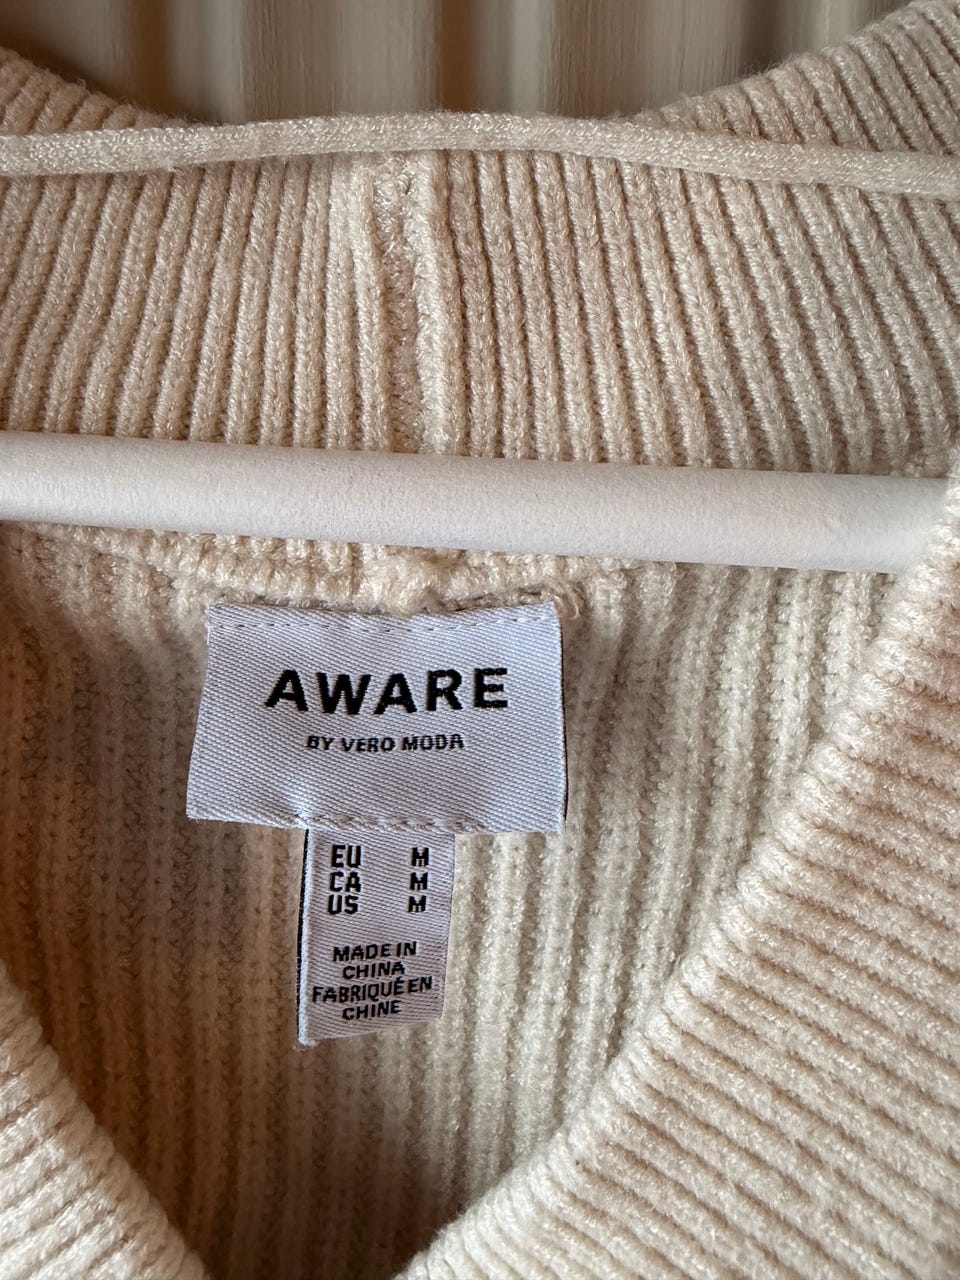 AWARE
BY VERO MODA
EU M
CA M
US M
MADE IN
CHINA
FABRIQUÉ EN
CHINE